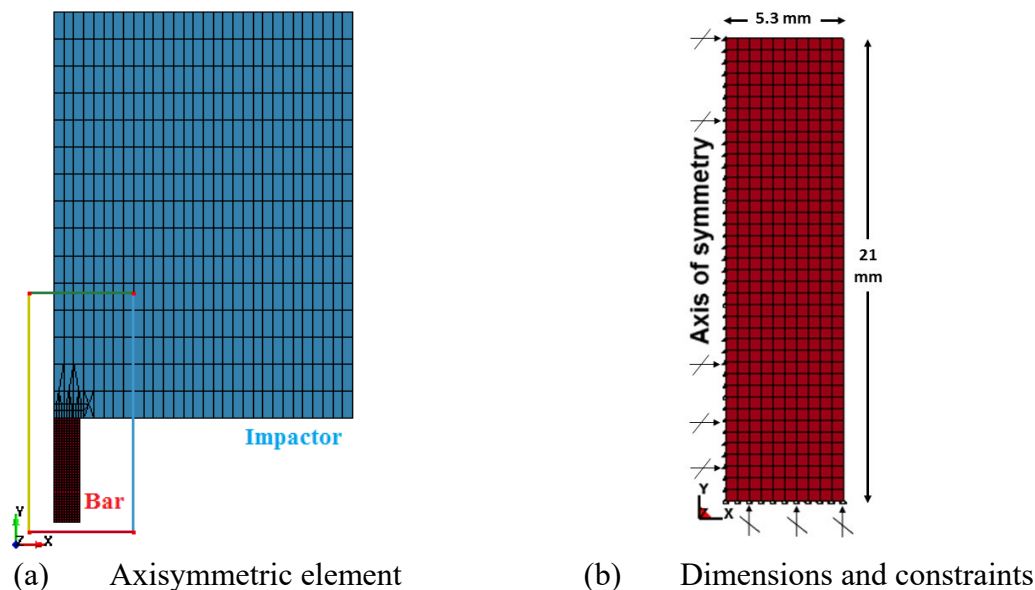 Impactor
Bar
Y
Z
X
(a) Axisymmetric element
5.3 mm
Axis of symmetry
21
mm
Y
Z
X
(b) Dimensions and constraints